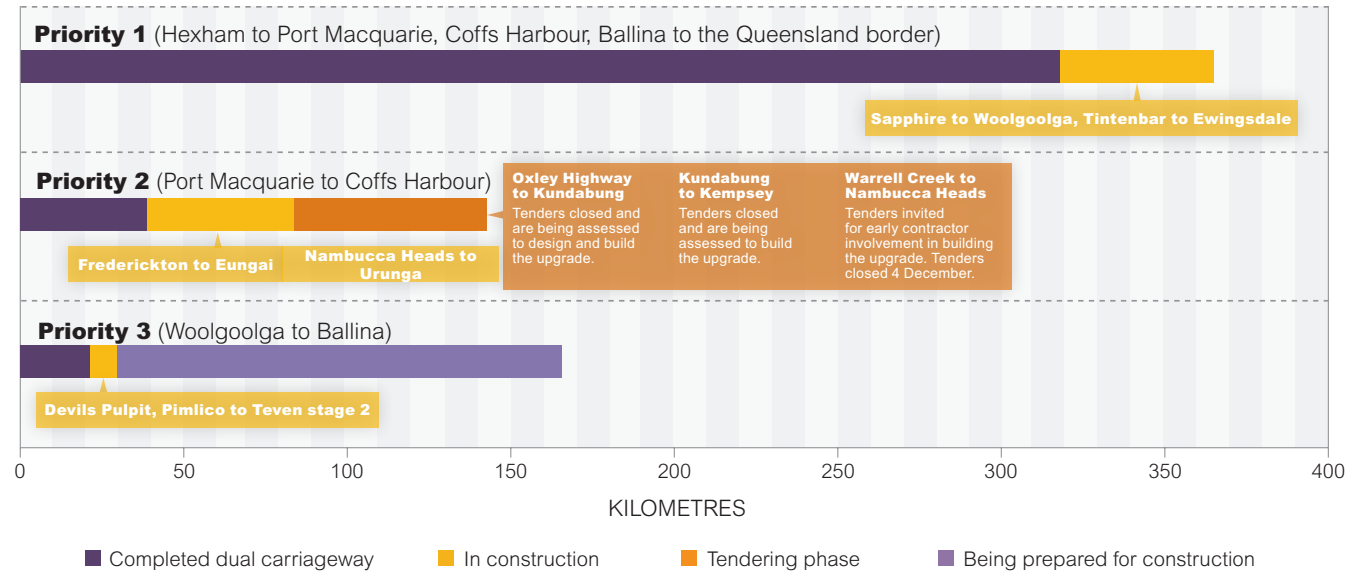 Priority 1 (Hexham to Port Macquarie, Coffs Harbour, Ballina to the Queensland border)
Sapphire to Woolgoolga, Tintenbar to Ewingsdale
Priority 2 (Port Macquarie to Coffs Harbour)
Frederickton to Eungai
Nambucca Heads to
Urunga
Oxley Highway
to Kundabung
Tenders closed and
are being assessed
to design and build
the upgrade.
Kundabung
to Kempsey
Tenders closed
and are being
assessed to build
the upgrade.
Warrell Creek to
Nambucca Heads
Tenders invited
for early contractor
involvement in building
the upgrade. Tenders
closed 4 December.
Priority 3 (Woolgoolga to Ballina)
Devils Pulpit, Pimlico to Teven stage 2
0 50 100 150 200 250 300 350 400
KILOMETRES
Completed dual carriageway In construction Tendering phase Being prepared for construction